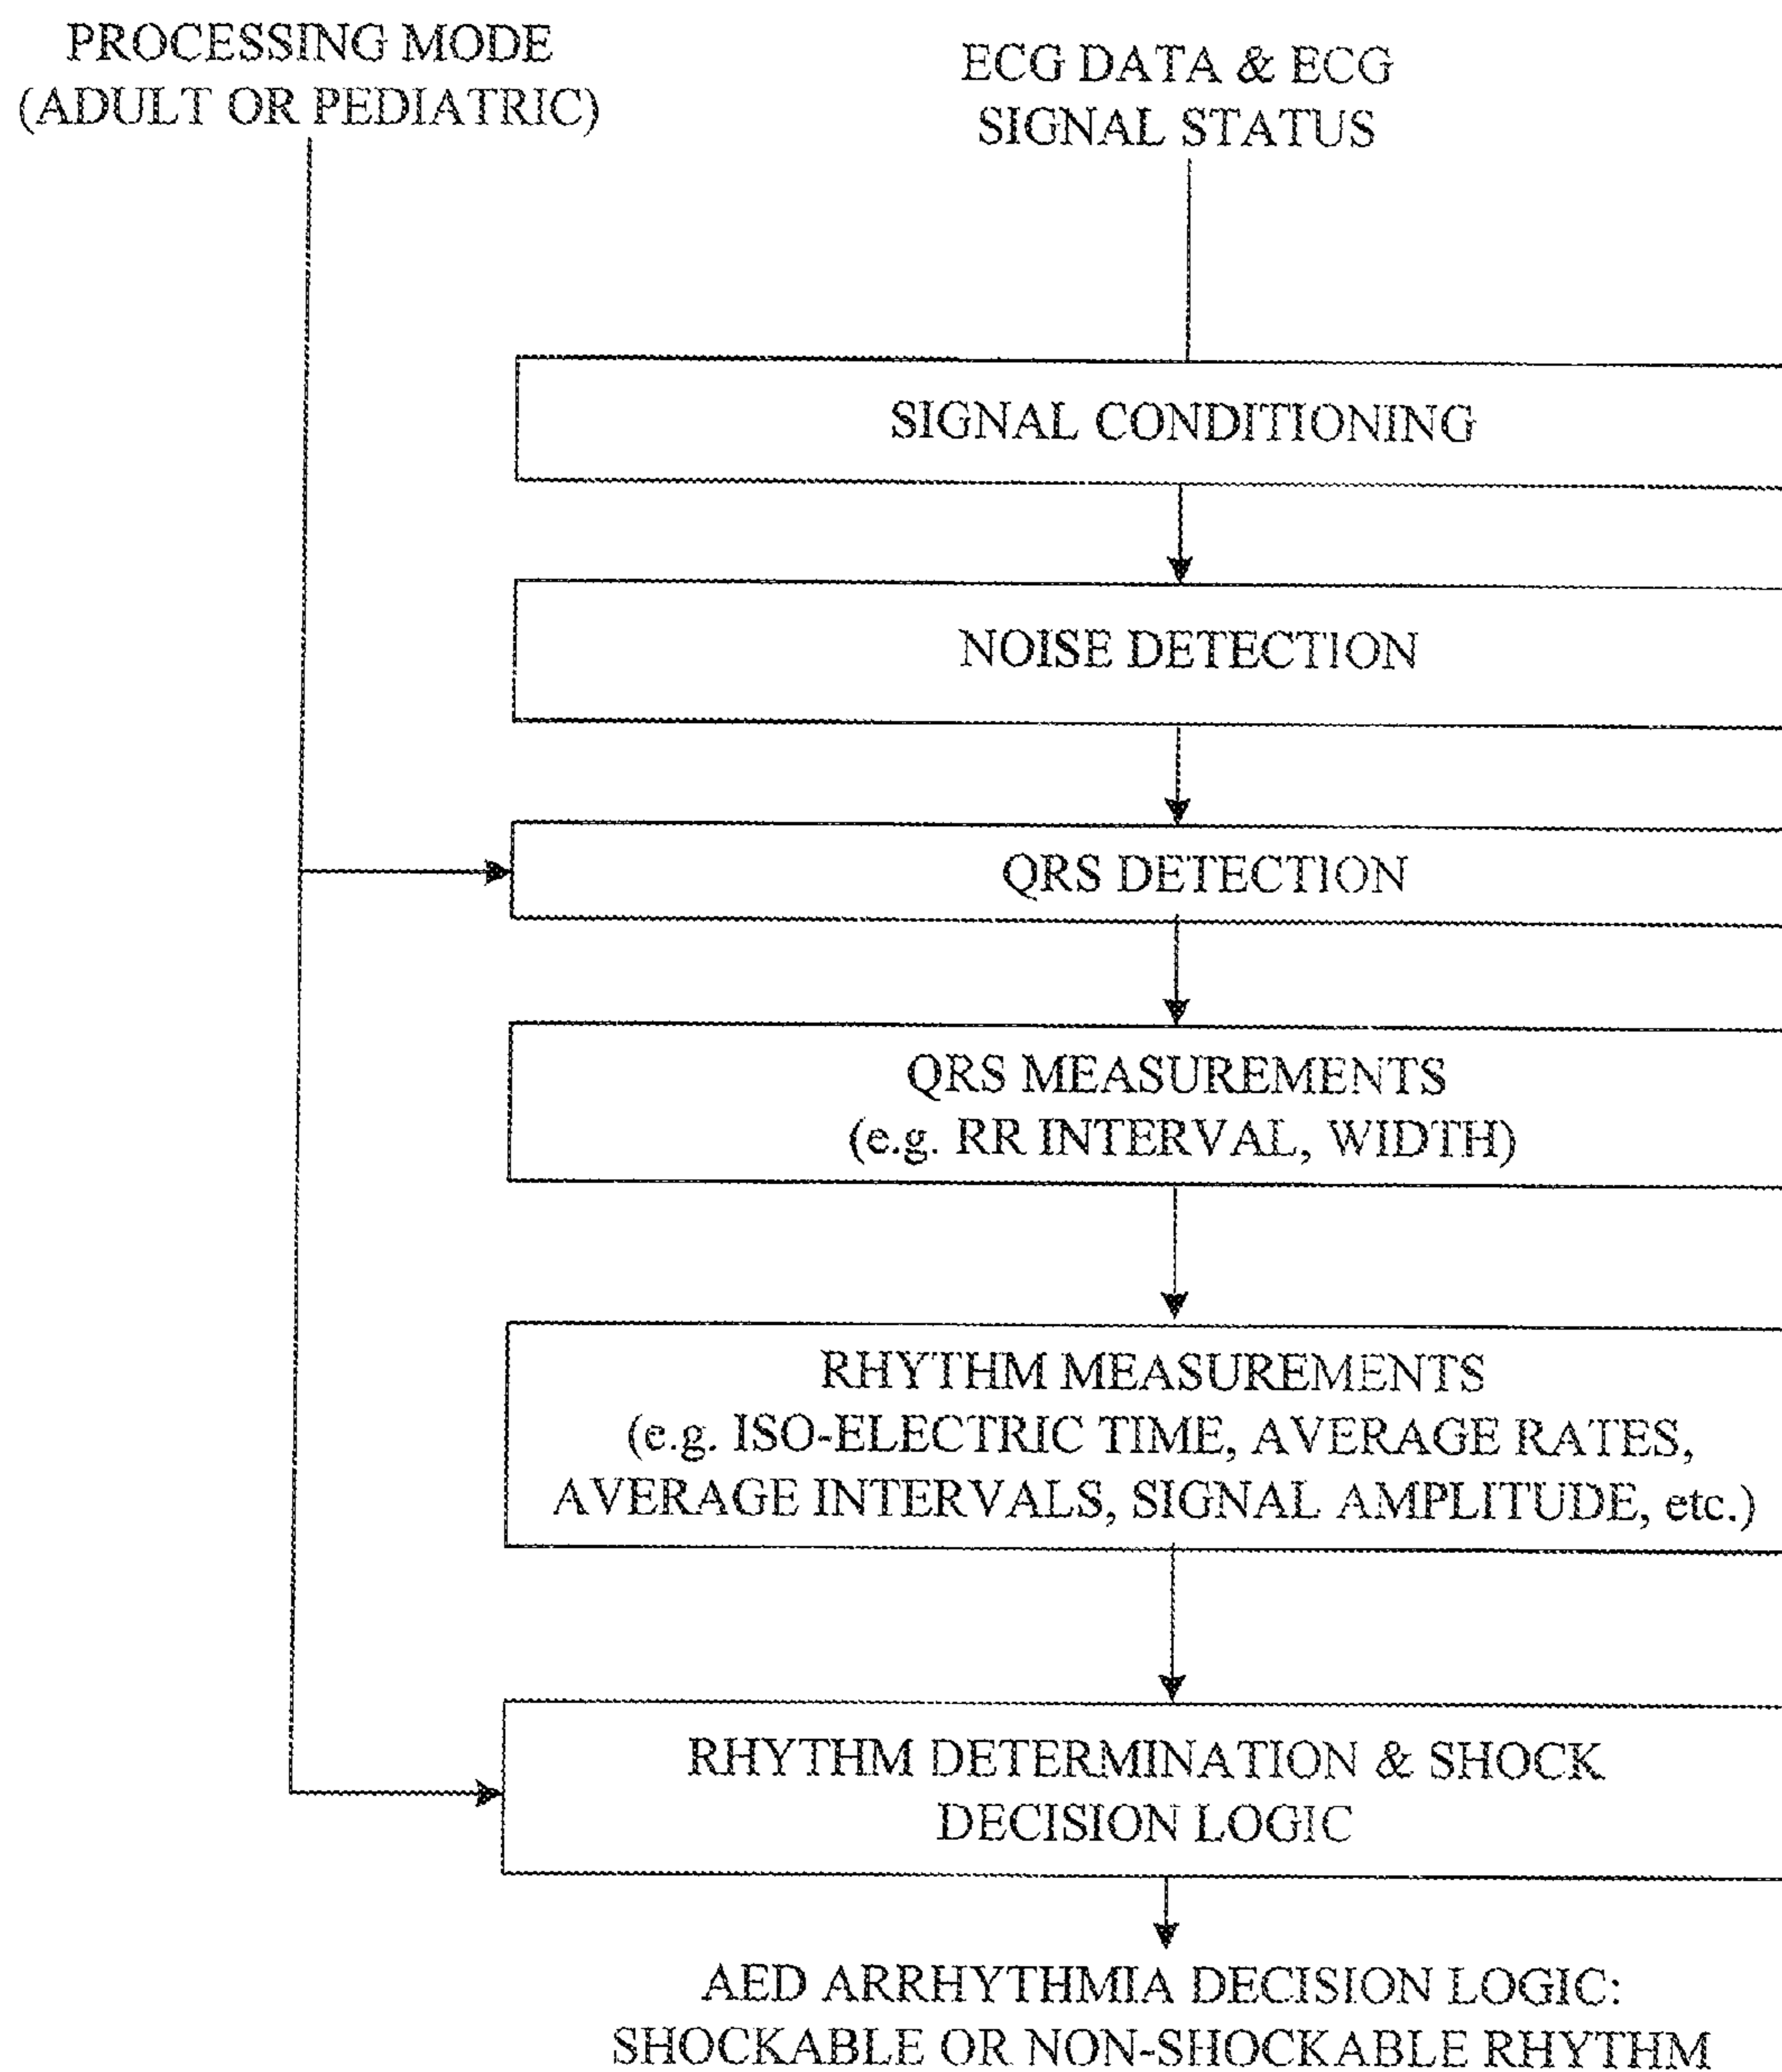 PROCESSING MODE
(ADULT OR PEDIATRIC)
ECG DATA & ECG
SIGNAL STATUS
SIGNAL CONDITIONING
NOISE DETECTION
QRS DETECTION
QRS MEASUREMENTS
(e.g. RR INTERVAL, WIDTH)
RHYTHM MEASUREMENTS
(e.g. ISO-ELECTRIC TIME, AVERAGE RATES,
AVERAGE INTERVALS, SIGNAL AMPLITUDE, etc.)
RHYTHM DETERMINATION & SHOCK
DECISION LOGIC
AED ARRHYTHMIA DECISION LOGIC:
SHOCKABLE OR NON-SHOCKABLE RHYTHM